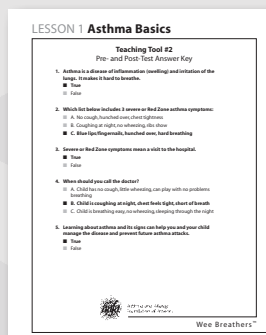 LESSON 1 Asthma Basics
Teaching Tool #2
Pre- and Post-Test Answer Key
1. Asthma is a disease of inflammation (swelling) and irritation of the
lungs. It makes it hard to breathe.
True
False
2. Which list below includes 3 severe or Red Zone asthma symptoms:
A. No cough, hunched over, chest tightness
B. Coughing at night, no wheezing, ribs show
C. Blue lips/fingernails, hunched over, hard breathing
3. Severe or Red Zone symptoms mean a visit to the hospital.
True
False
4. When should you call the doctor?
A. Child has no cough, little wheezing, can play with no problems
breathing
B. Child is coughing at night, chest feels tight, short of breath
C. Child is breathing easy, no wheezing, sleeping through the night
5. Learning about asthma and its signs can help you and your child
manage the disease and prevent future asthma attacks.
True
False
Wee Breathers™